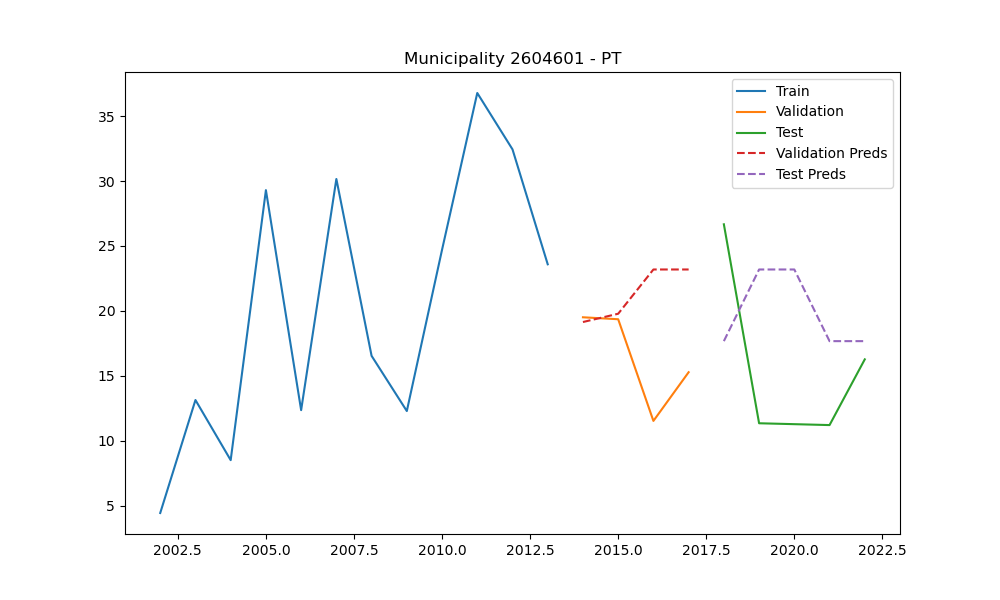 Municipality 2604601 - PT
Train
Validation
Test
Validation Preds
Test Preds
35
30
25
20
15
10
5
2002.5 2005.0 2007.5 2010.0 2012.5 2015.0 2017.5 2020.0 2022.5